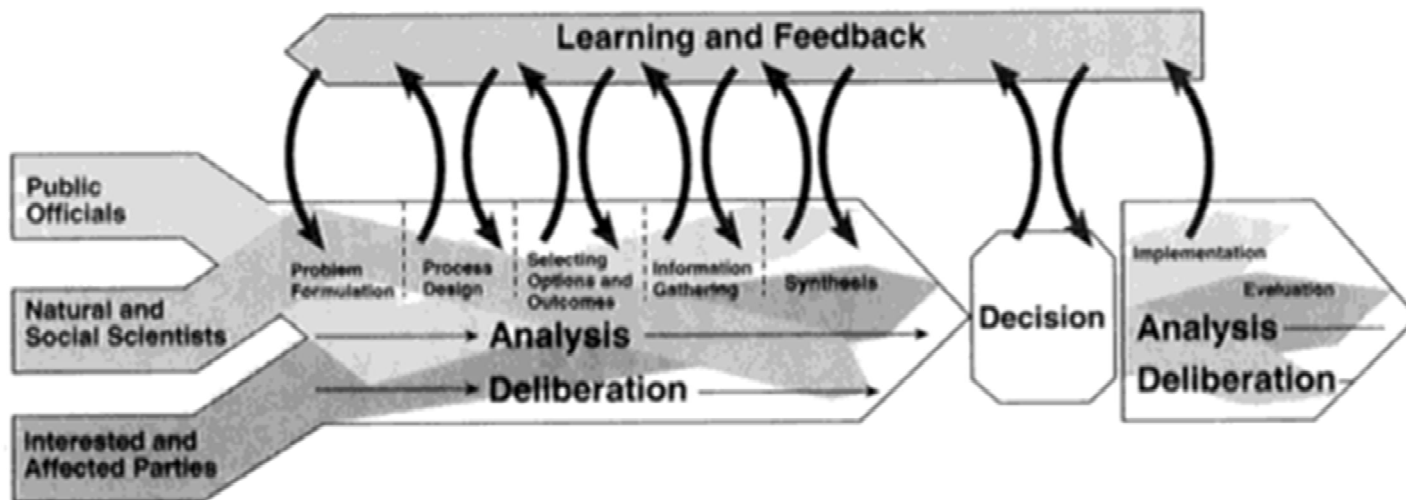 Learning and Feedback
Public
Officials
Natural and
Social Scientists
Interested and
Affected Parties
Problem
Formulation
Process
Design
Selecting
Options and
Outcomes
Information
Gathering
Synthesis
Analysis
Deliberation
Decision
Implementation
Evaluation
Analysis
Deliberation